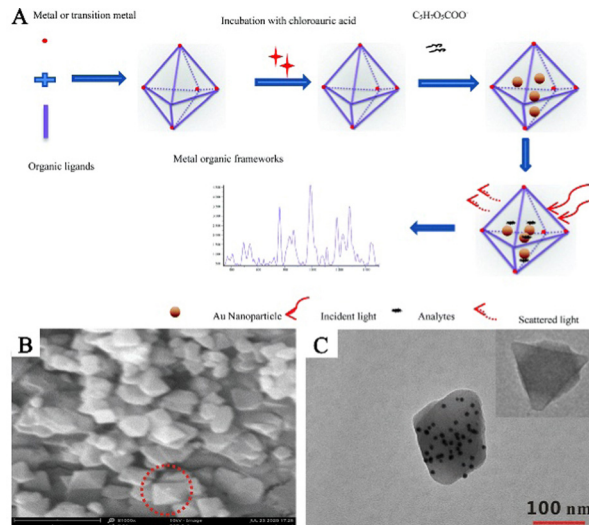 A
Metal or transition metal
Incubation with chloroauric acid
C₅H₇O₅COO⁻
Organic ligands
Metal organic frameworks
Au Nanoparticle
Incident light
Analytes
Scattered light
B
C
100 nm